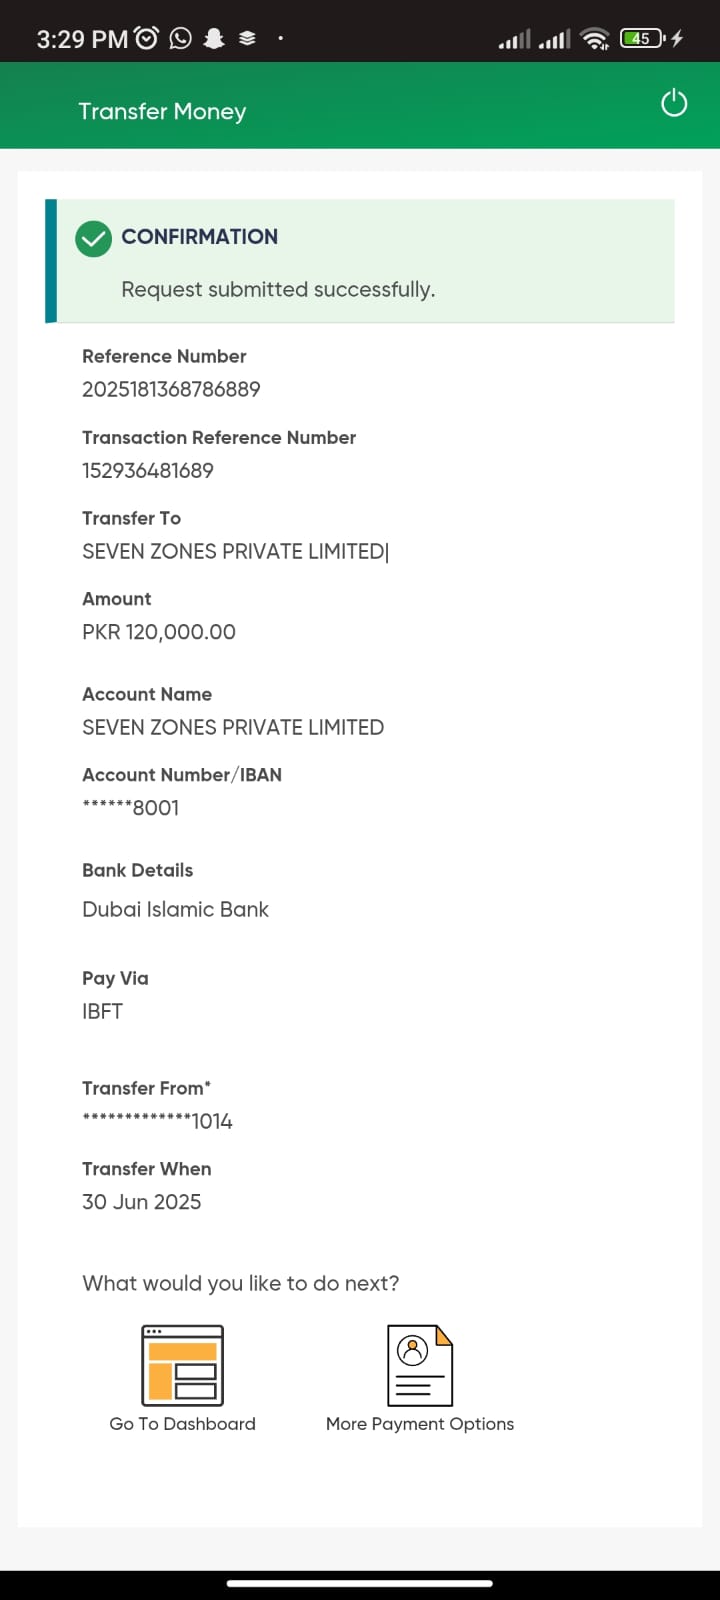 3:29 PM
45
Transfer Money
CONFIRMATION
Request submitted successfully.
Reference Number
2025181368786889
Transaction Reference Number
152936481689
Transfer To
SEVEN ZONES PRIVATE LIMITED|
Amount
PKR 120,000.00
Account Name
SEVEN ZONES PRIVATE LIMITED
Account Number/IBAN
******8001
Bank Details
Dubai Islamic Bank
Pay Via
IBFT
Transfer From*
*************1014
Transfer When
30 Jun 2025
What would you like to do next?
Go To Dashboard
More Payment Options